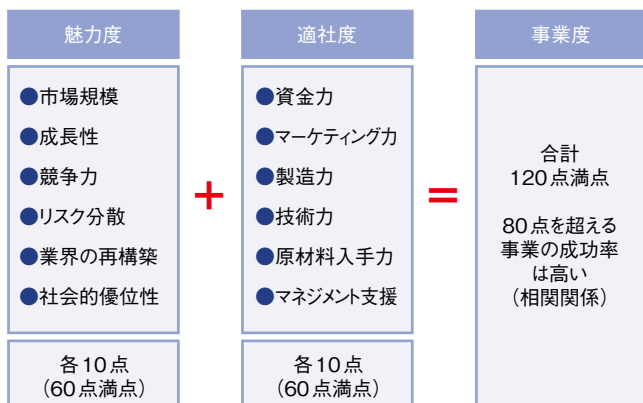 魅力度
●市場規模
●成長性
●競争力
●リスク分散
●業界の再構築
●社会的優位性
各10点
(60点満点)
+
適社度
●資金力
●マーケティング力
●製造力
●技術力
●原材料入手力
●マネジメント支援
各10点
(60点満点)
=
事業度
合計
120点満点
80点を超える
事業の成功率
は高い
(相関関係)